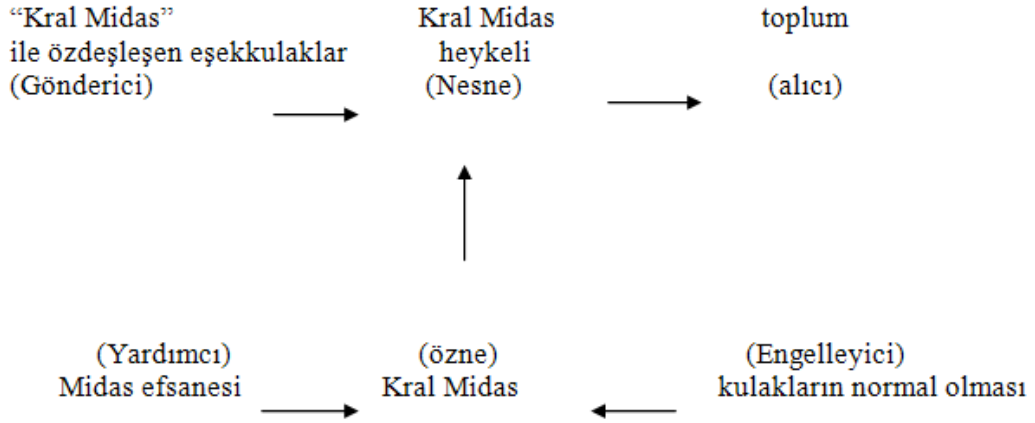 “Kral Midas” Kral Midas toplum
ile özdeşleşen eşekkulaklar heykeli
(Gönderici) (Nesne) (alıcı)
(Yardımcı) (özne) (Engelleyici)
Midas efsanesi Kral Midas kulakların normal olması